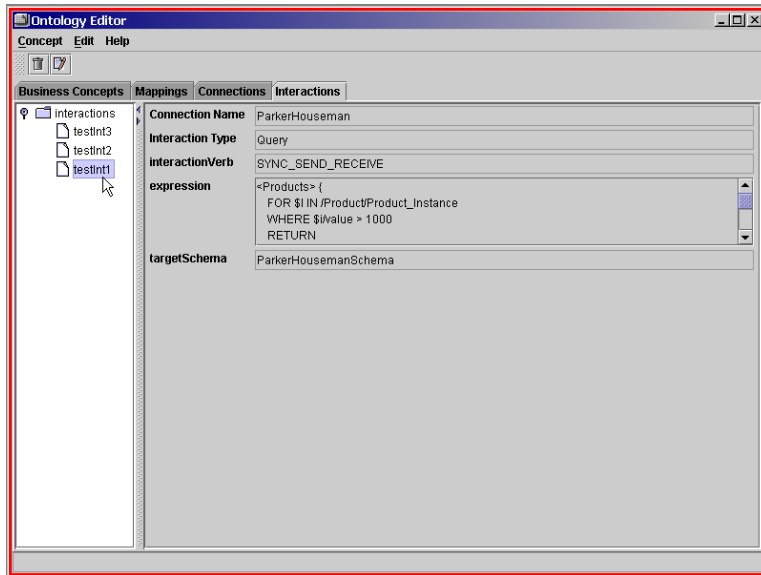 Ontology Editor
Concept Edit Help
Business Concepts Mappings Connections Interactions
interactions
testInt3
testInt2
testInt1
Connection Name ParkerHouseman
Interaction Type Query
interactionVerb SYNC_SEND_RECEIVE
expression <Products> {
FOR $I IN /Product/Product_Instance
WHERE $i/value > 1000
RETURN
targetSchema ParkerHousemanSchema